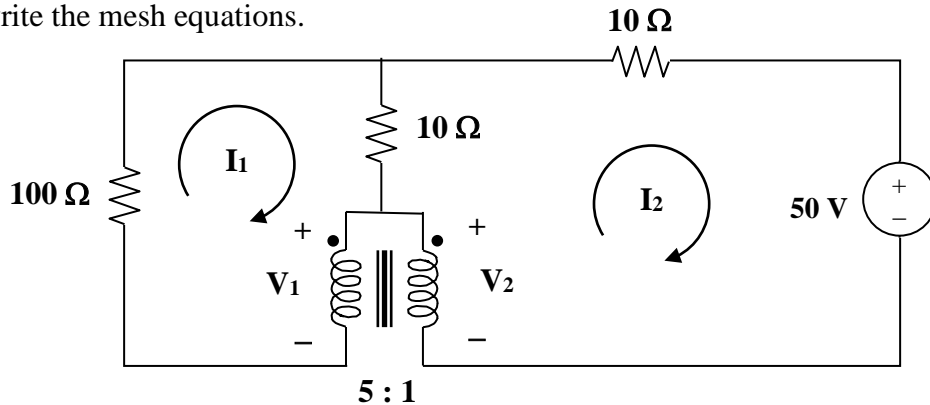 rite the mesh equations.
10 Ω
10 Ω
I1
I2
100 Ω
50 V
+
−
+
+
V1
V2
−
−
5 : 1